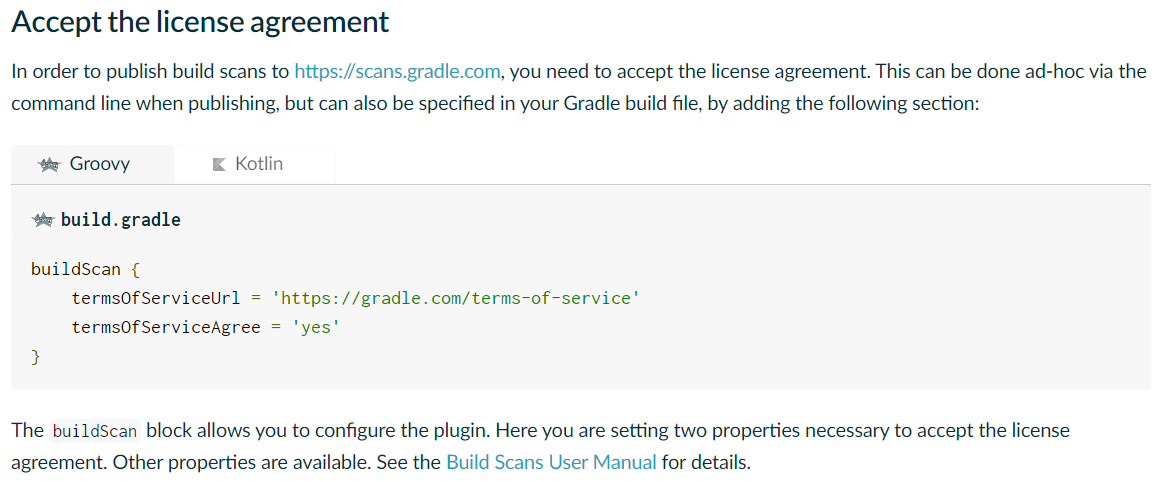 Accept the license agreement
In order to publish build scans to https://scans.gradle.com, you need to accept the license agreement. This can be done ad-hoc via the
command line when publishing, but can also be specified in your Gradle build file, by adding the following section:
Groovy Kotlin
build.gradle
buildScan {
    termsOfServiceUrl = 'https://gradle.com/terms-of-service'
    termsOfServiceAgree = 'yes'
}
The buildScan block allows you to configure the plugin. Here you are setting two properties necessary to accept the license
agreement. Other properties are available. See the Build Scans User Manual for details.